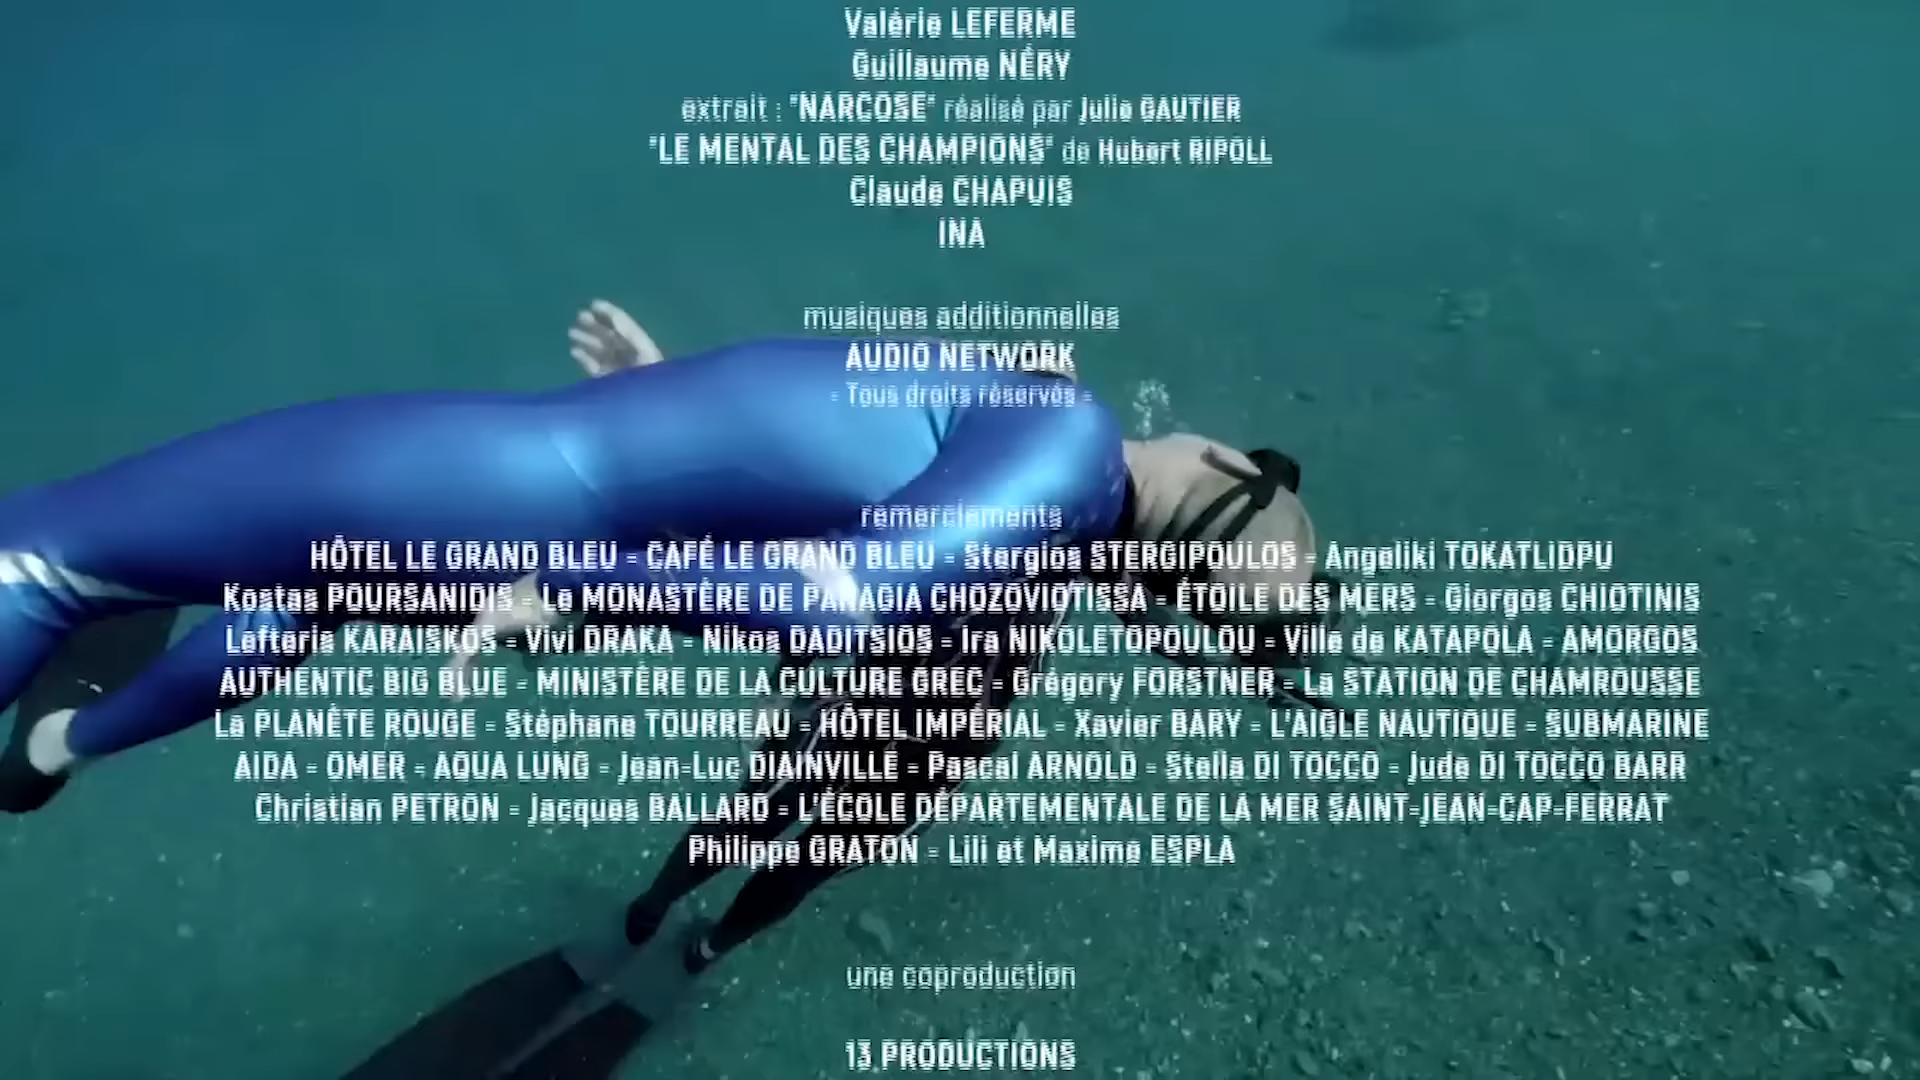 Valérie LEFERME
Guillaume NÉRY
extrait : "NARCOSE" réalisé par Julie GAUTIER
"LE MENTAL DES CHAMPIONS" de Hubert RIPOLL
Claude CHAPUIS
INA
musiques additionnelles
AUDIO NETWORK
- Tous droits réservés -
remerciements
HÔTEL LE GRAND BLEU - CAFÉ LE GRAND BLEU - Stergios STERGIPOULOS - Angeliki TOKATLIDPU
Kostas POURSANIDIS - Le MONASTÈRE DE PANAGIA CHOZOVIOTISSA - ÉTOILE DES MERS - Giorgos CHIOTINIS
Lefteris KARAISKOS - Vivi DRAKA - Nikos DADITSIOS - Ira NIKOLETOPOULOU - Ville de KATAPOLA - AMORGOS
AUTHENTIC BIG BLUE - MINISTÈRE DE LA CULTURE GREC - Grégory FORSTNER - La STATION DE CHAMROUSSE
La PLANÈTE ROUGE - Stéphane TOURREAU - HÔTEL IMPÉRIAL - Xavier BARY - L'AIGLE NAUTIQUE - SUBMARINE
AIDA - OMER - AQUA LUNG - Jean-Luc DIAINVILLE - Pascal ARNOLD - Stella DI TOCCO - Jude DI TOCCO BARR
Christian PETRON - Jacques BALLARD - L'ÉCOLE DÉPARTEMENTALE DE LA MER SAINT-JEAN-CAP-FERRAT
Philippe GRATON - Lili et Maxime ESPLA
une coproduction
13 PRODUCTIONS